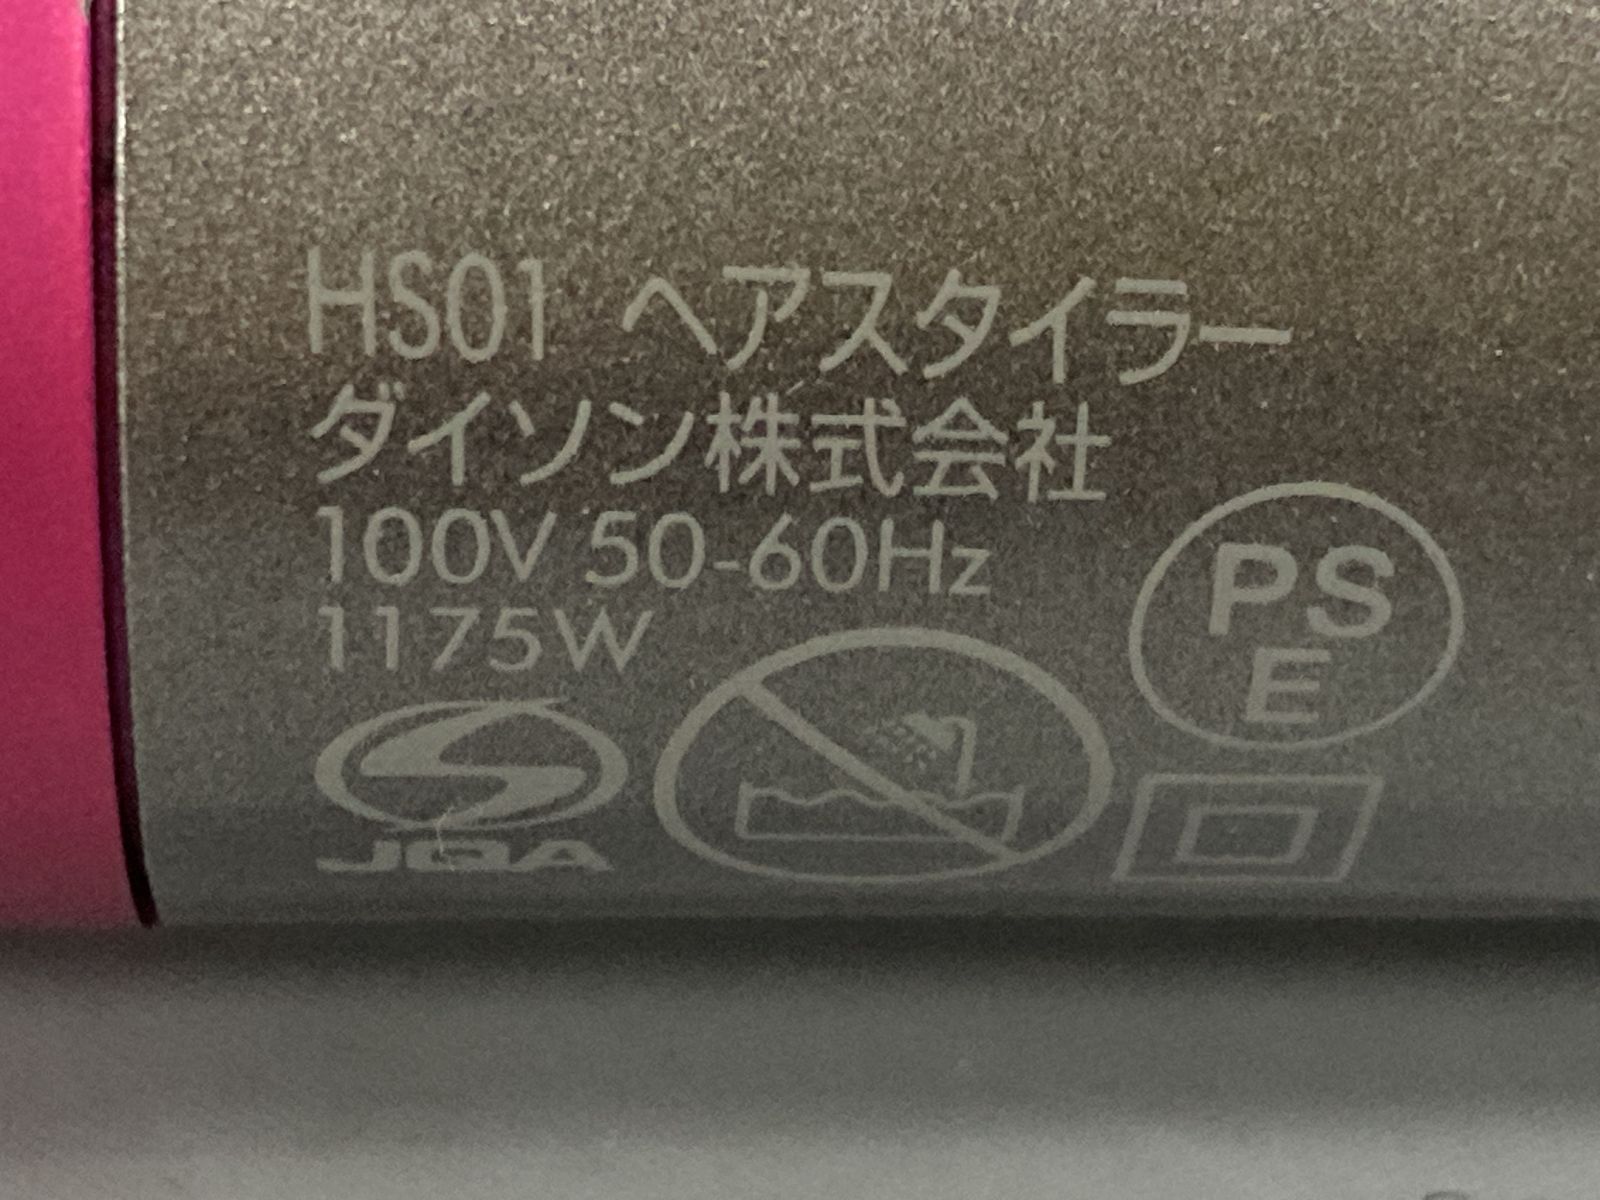 HS01 ヘアスタイラー
ダイソン株式会社
100V 50-60Hz
1175W
PS
E
JQA